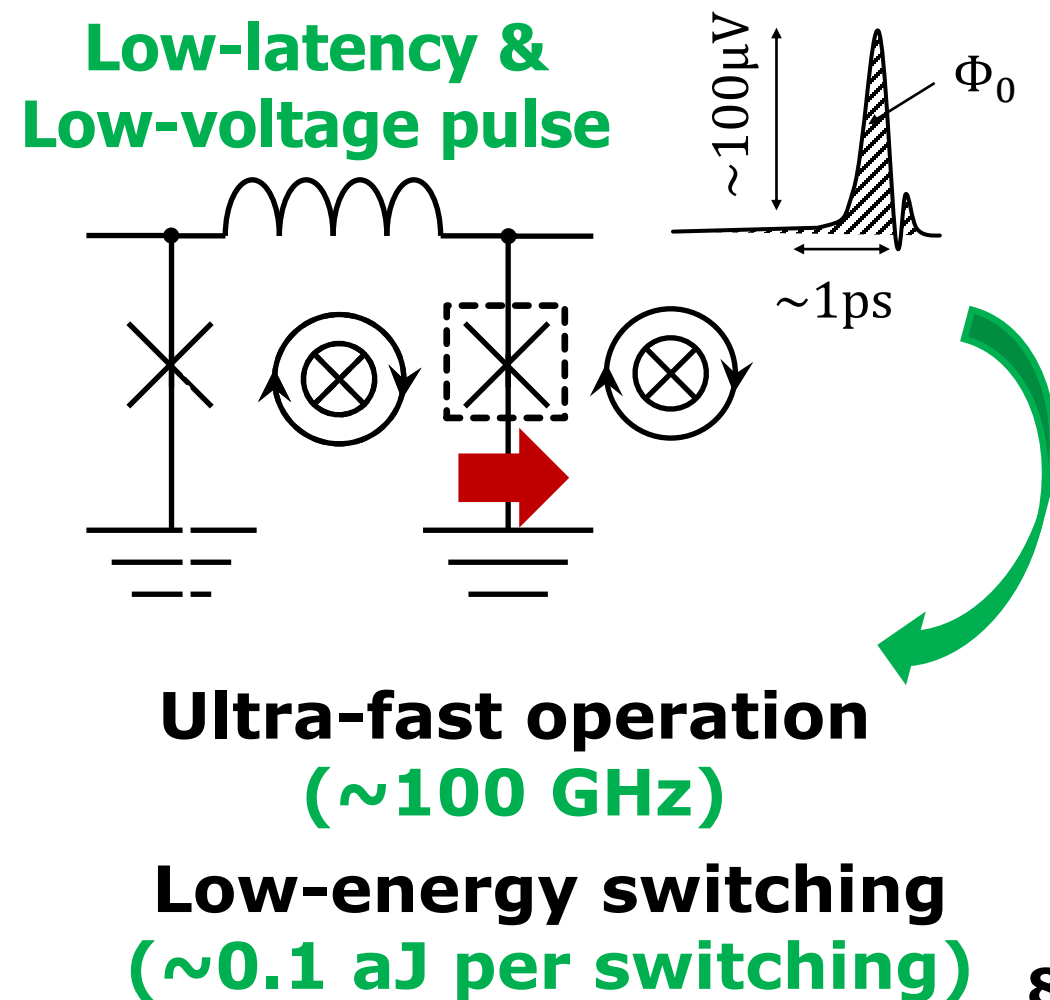 Low-latency &
Low-voltage pulse
~100μV
Φ₀
~1ps
Ultra-fast operation
(~100 GHz)
Low-energy switching
(~0.1 aJ per switching)